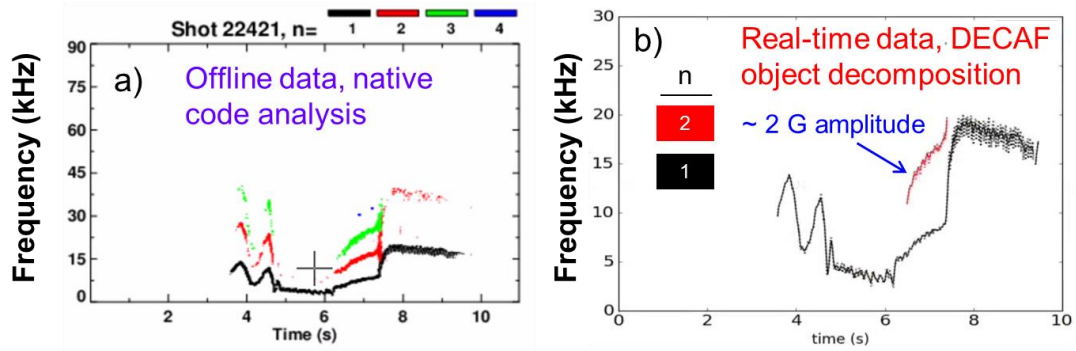 Shot 22421, n=
1 2 3 4
a) Offline data, native
code analysis
Frequency (kHz)
90
75
60
45
30
15
0
2 4 6 8 10
Time (s)
b) Real-time data, DECAF
object decomposition
n
2
1
~ 2 G amplitude
Frequency (kHz)
30
25
20
15
10
5
0
0 2 4 6 8 10
time (s)